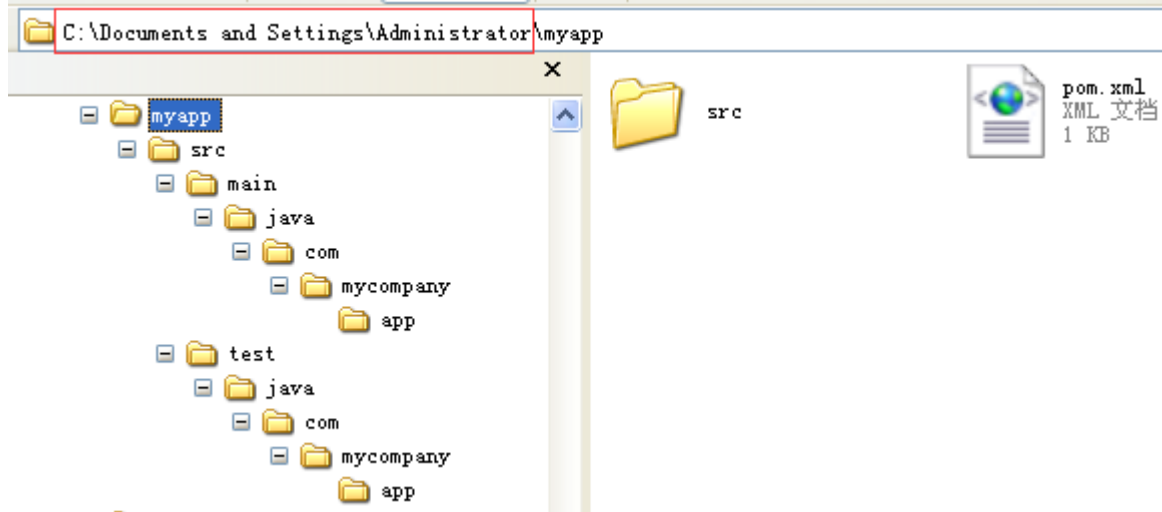 C:\Documents and Settings\Administrator\myapp
myapp
src
main
java
com
mycompany
app
test
java
com
mycompany
app
src
pom.xml
XML 文档
1 KB